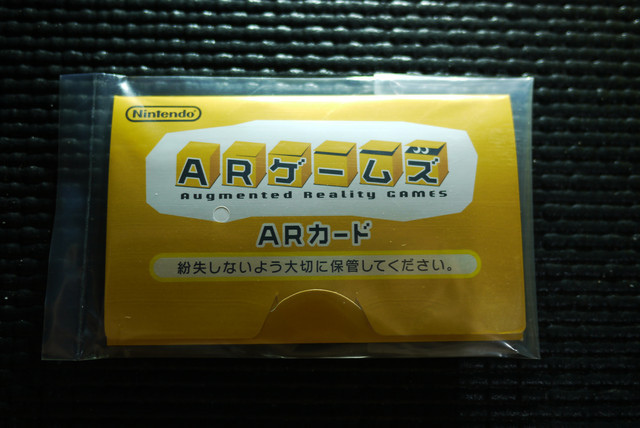 Nintendo
ARゲームズ
Augmented Reality GAMES
ARカード
紛失しないよう大切に保管してください。